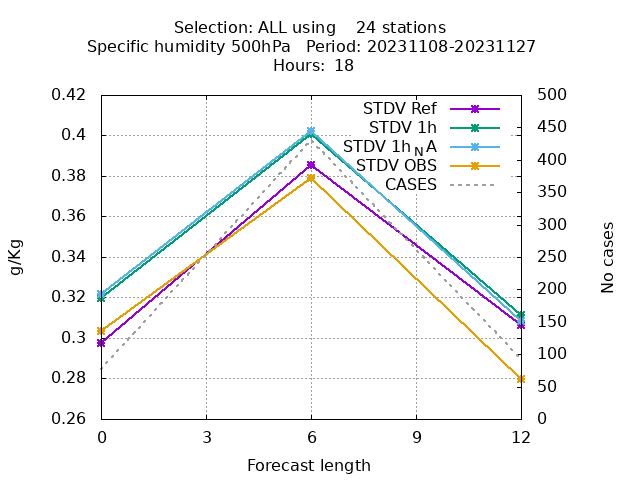 Selection: ALL using    24 stations
Specific humidity 500hPa   Period: 20231108-20231127
Hours:  18
STDV Ref
STDV 1h
STDV 1h_NA
STDV OBS
CASES
0.42
0.4
0.38
0.36
0.34
0.32
0.3
0.28
0.26
g/Kg
500
450
400
350
300
250
200
150
100
50
0
No cases
0 3 6 9 12
Forecast length